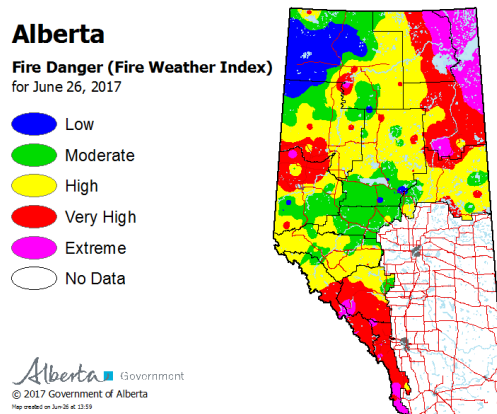 Alberta
Fire Danger (Fire Weather Index)
for June 26, 2017
Low
Moderate
High
Very High
Extreme
No Data
Alberta Government
© 2017 Government of Alberta
Map created on Jun-26 at 13:59